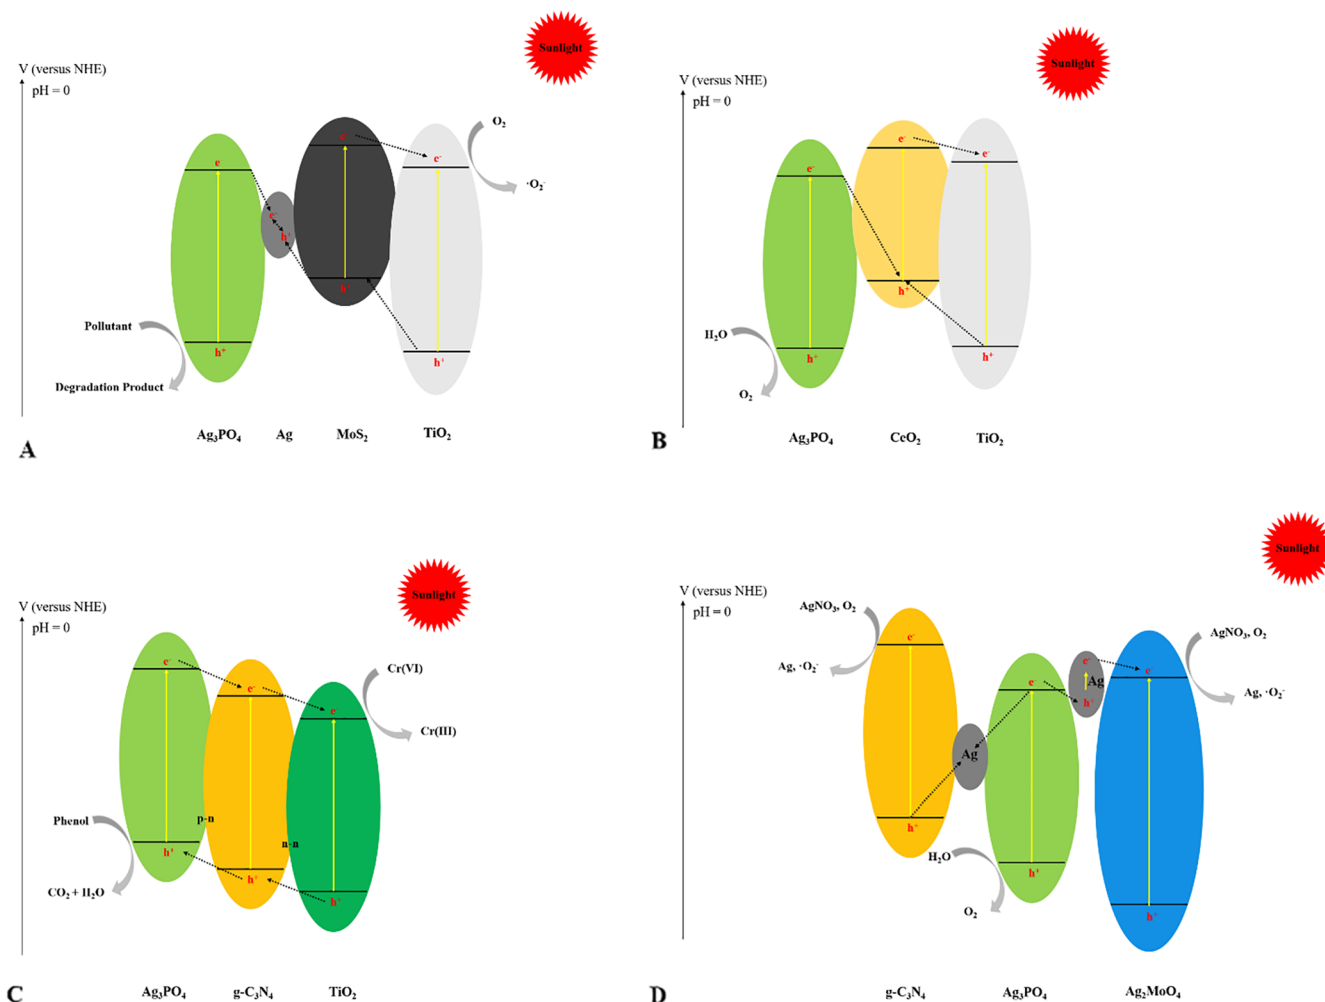 Sunlight
V (versus NHE)
pH = 0
e⁻
e⁻
e⁻
e⁻
h⁺
h⁺
h⁺
h⁺
O₂
·O₂⁻
Pollutant
Degradation Product
Ag₃PO₄ Ag MoS₂ TiO₂
A
Sunlight
V (versus NHE)
pH = 0
e⁻
e⁻
e⁻
h⁺
h⁺
h⁺
H₂O
O₂
Ag₃PO₄ CeO₂ TiO₂
B
Sunlight
V (versus NHE)
pH = 0
e⁻
e⁻
e⁻
Cr(VI)
Cr(III)
p-n
n-n
Phenol
CO₂ + H₂O
h⁺
h⁺
h⁺
Ag₃PO₄ g-C₃N₄ TiO₂
C
Sunlight
V (versus NHE)
pH = 0
AgNO₃, O₂
Ag, ·O₂⁻
e⁻
e⁻
e⁻
e⁻
Ag
h⁺
AgNO₃, O₂
Ag, ·O₂⁻
Ag
h⁺
H₂O
O₂
h⁺
h⁺
g-C₃N₄ Ag₃PO₄ Ag₂MoO₄
D